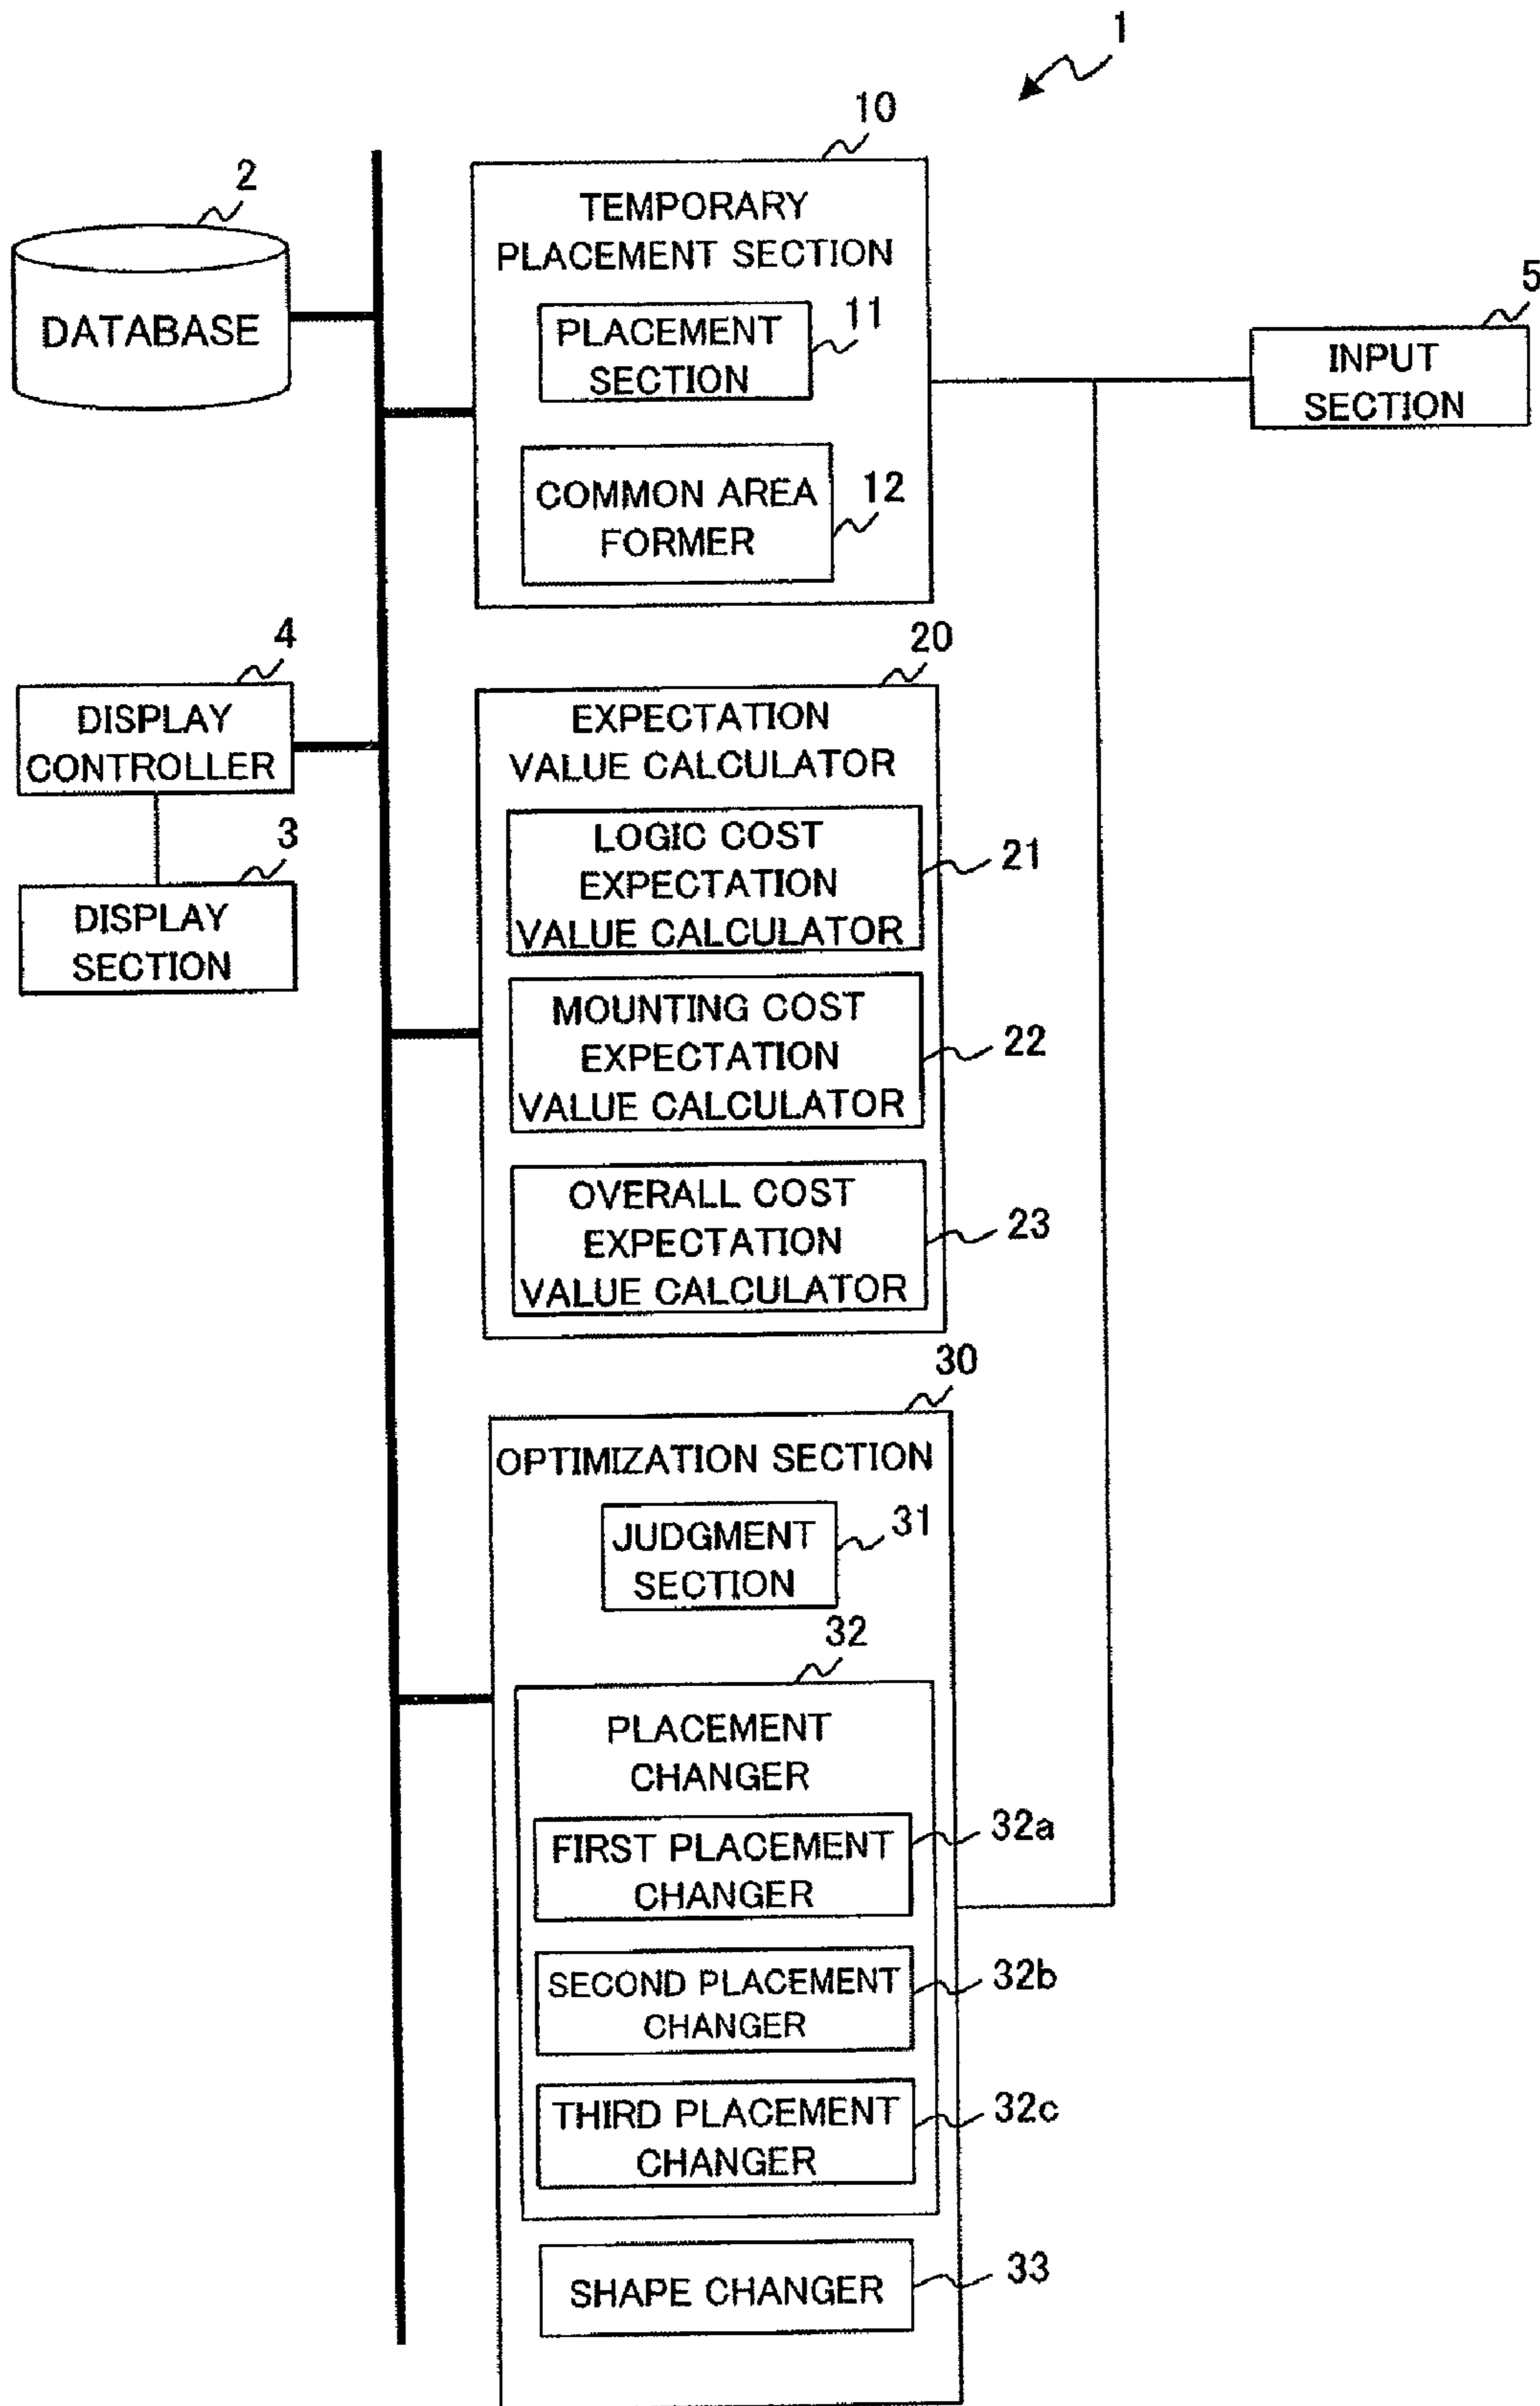 1
10
2
TEMPORARY
PLACEMENT SECTION
DATABASE
PLACEMENT
SECTION
11
5
INPUT
SECTION
COMMON AREA
FORMER
12
4
DISPLAY
CONTROLLER
3
DISPLAY
SECTION
20
EXPECTATION
VALUE CALCULATOR
LOGIC COST
EXPECTATION
VALUE CALCULATOR
21
MOUNTING COST
EXPECTATION
VALUE CALCULATOR
22
OVERALL COST
EXPECTATION
VALUE CALCULATOR
23
30
OPTIMIZATION SECTION
JUDGMENT
SECTION
31
32
PLACEMENT
CHANGER
FIRST PLACEMENT
CHANGER
32a
SECOND PLACEMENT
CHANGER
32b
THIRD PLACEMENT
CHANGER
32c
SHAPE CHANGER
33